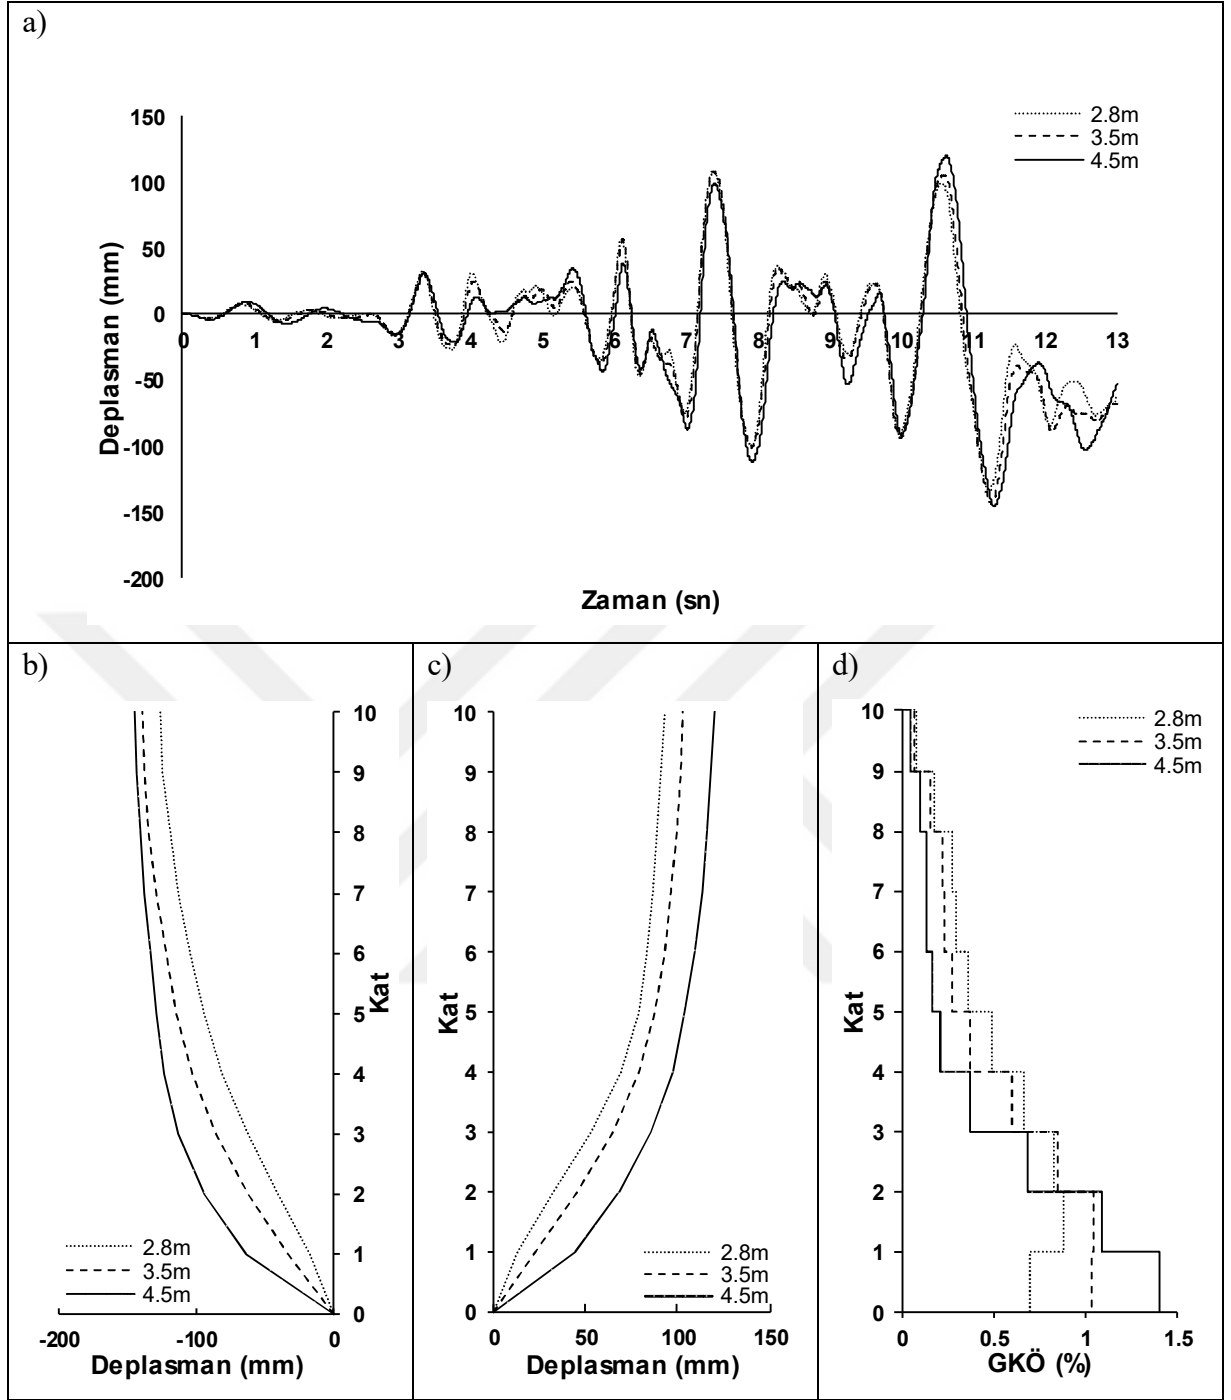 a)
150
100
50
0
-50
-100
-150
-200
Deplasman (mm)
0 1 2 3 4 5 6 7 8 9 10 11 12 13
Zaman (sn)
2.8m
3.5m
4.5m
b)
10
9
8
7
6
5
4
3
2
1
0
Kat
2.8m
3.5m
4.5m
-200 -100 0
Deplasman (mm)
c)
10
9
8
7
6
5
4
3
2
1
0
Kat
2.8m
3.5m
4.5m
0 50 100 150
Deplasman (mm)
d)
10
9
8
7
6
5
4
3
2
1
0
Kat
2.8m
3.5m
4.5m
0 0.5 1 1.5
GKÖ (%)